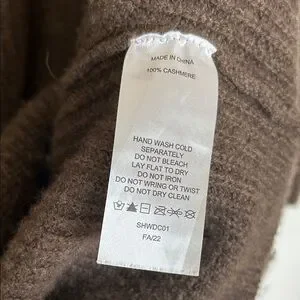 MADE IN CHINA
100% CASHMERE
HAND WASH COLD
SEPARATELY
DO NOT BLEACH
LAY FLAT TO DRY
DO NOT IRON
DO NOT WRING OR TWIST
DO NOT DRY CLEAN
SHWDC01
FA/22